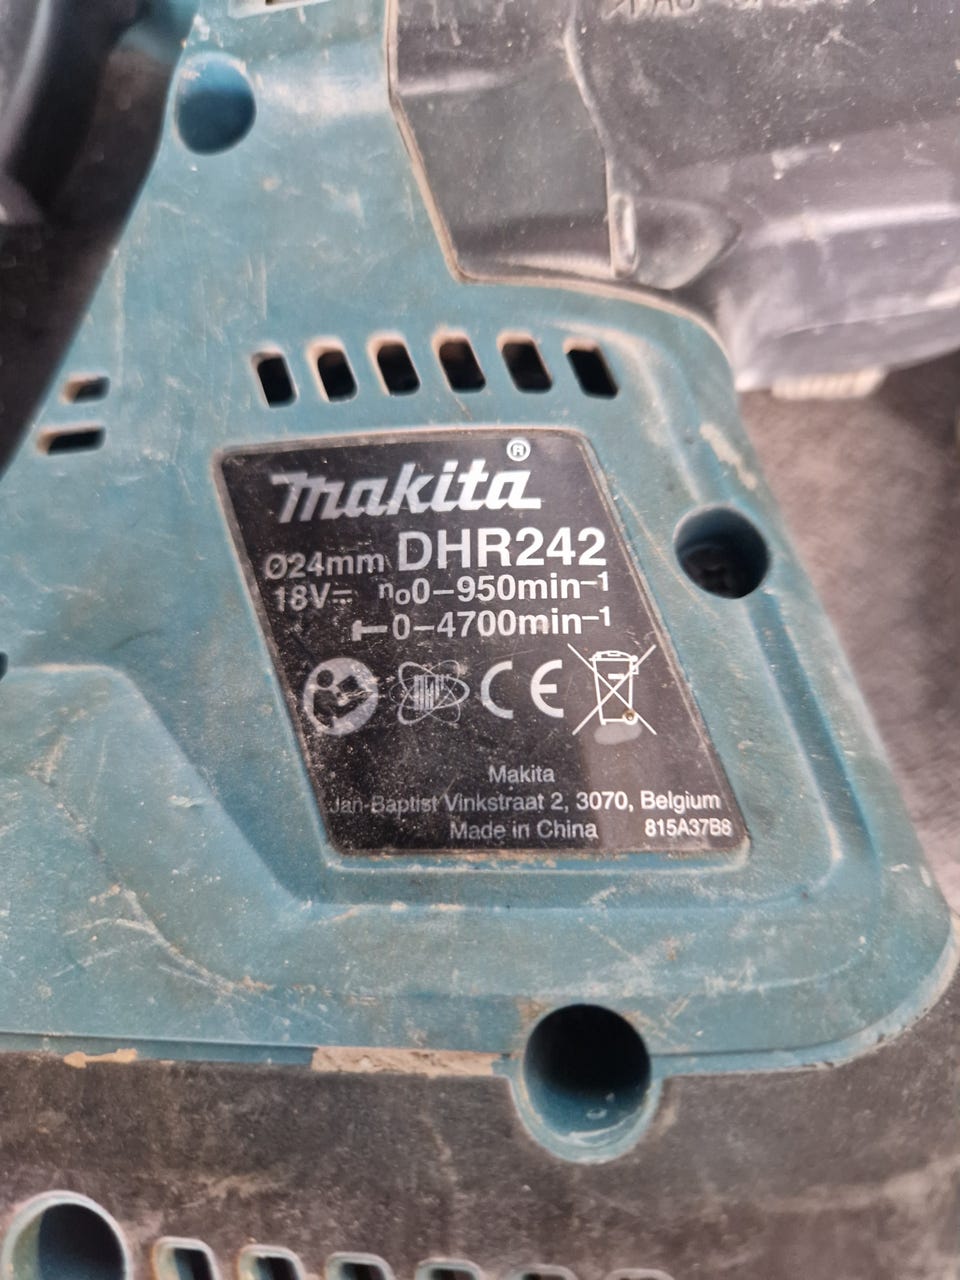 makita®
Ø24mm DHR242
18V⎓ n₀0–950min⁻¹
0–4700min⁻¹
CE
Makita
Jan-Baptist Vinkstraat 2, 3070, Belgium
Made in China 815A37B8